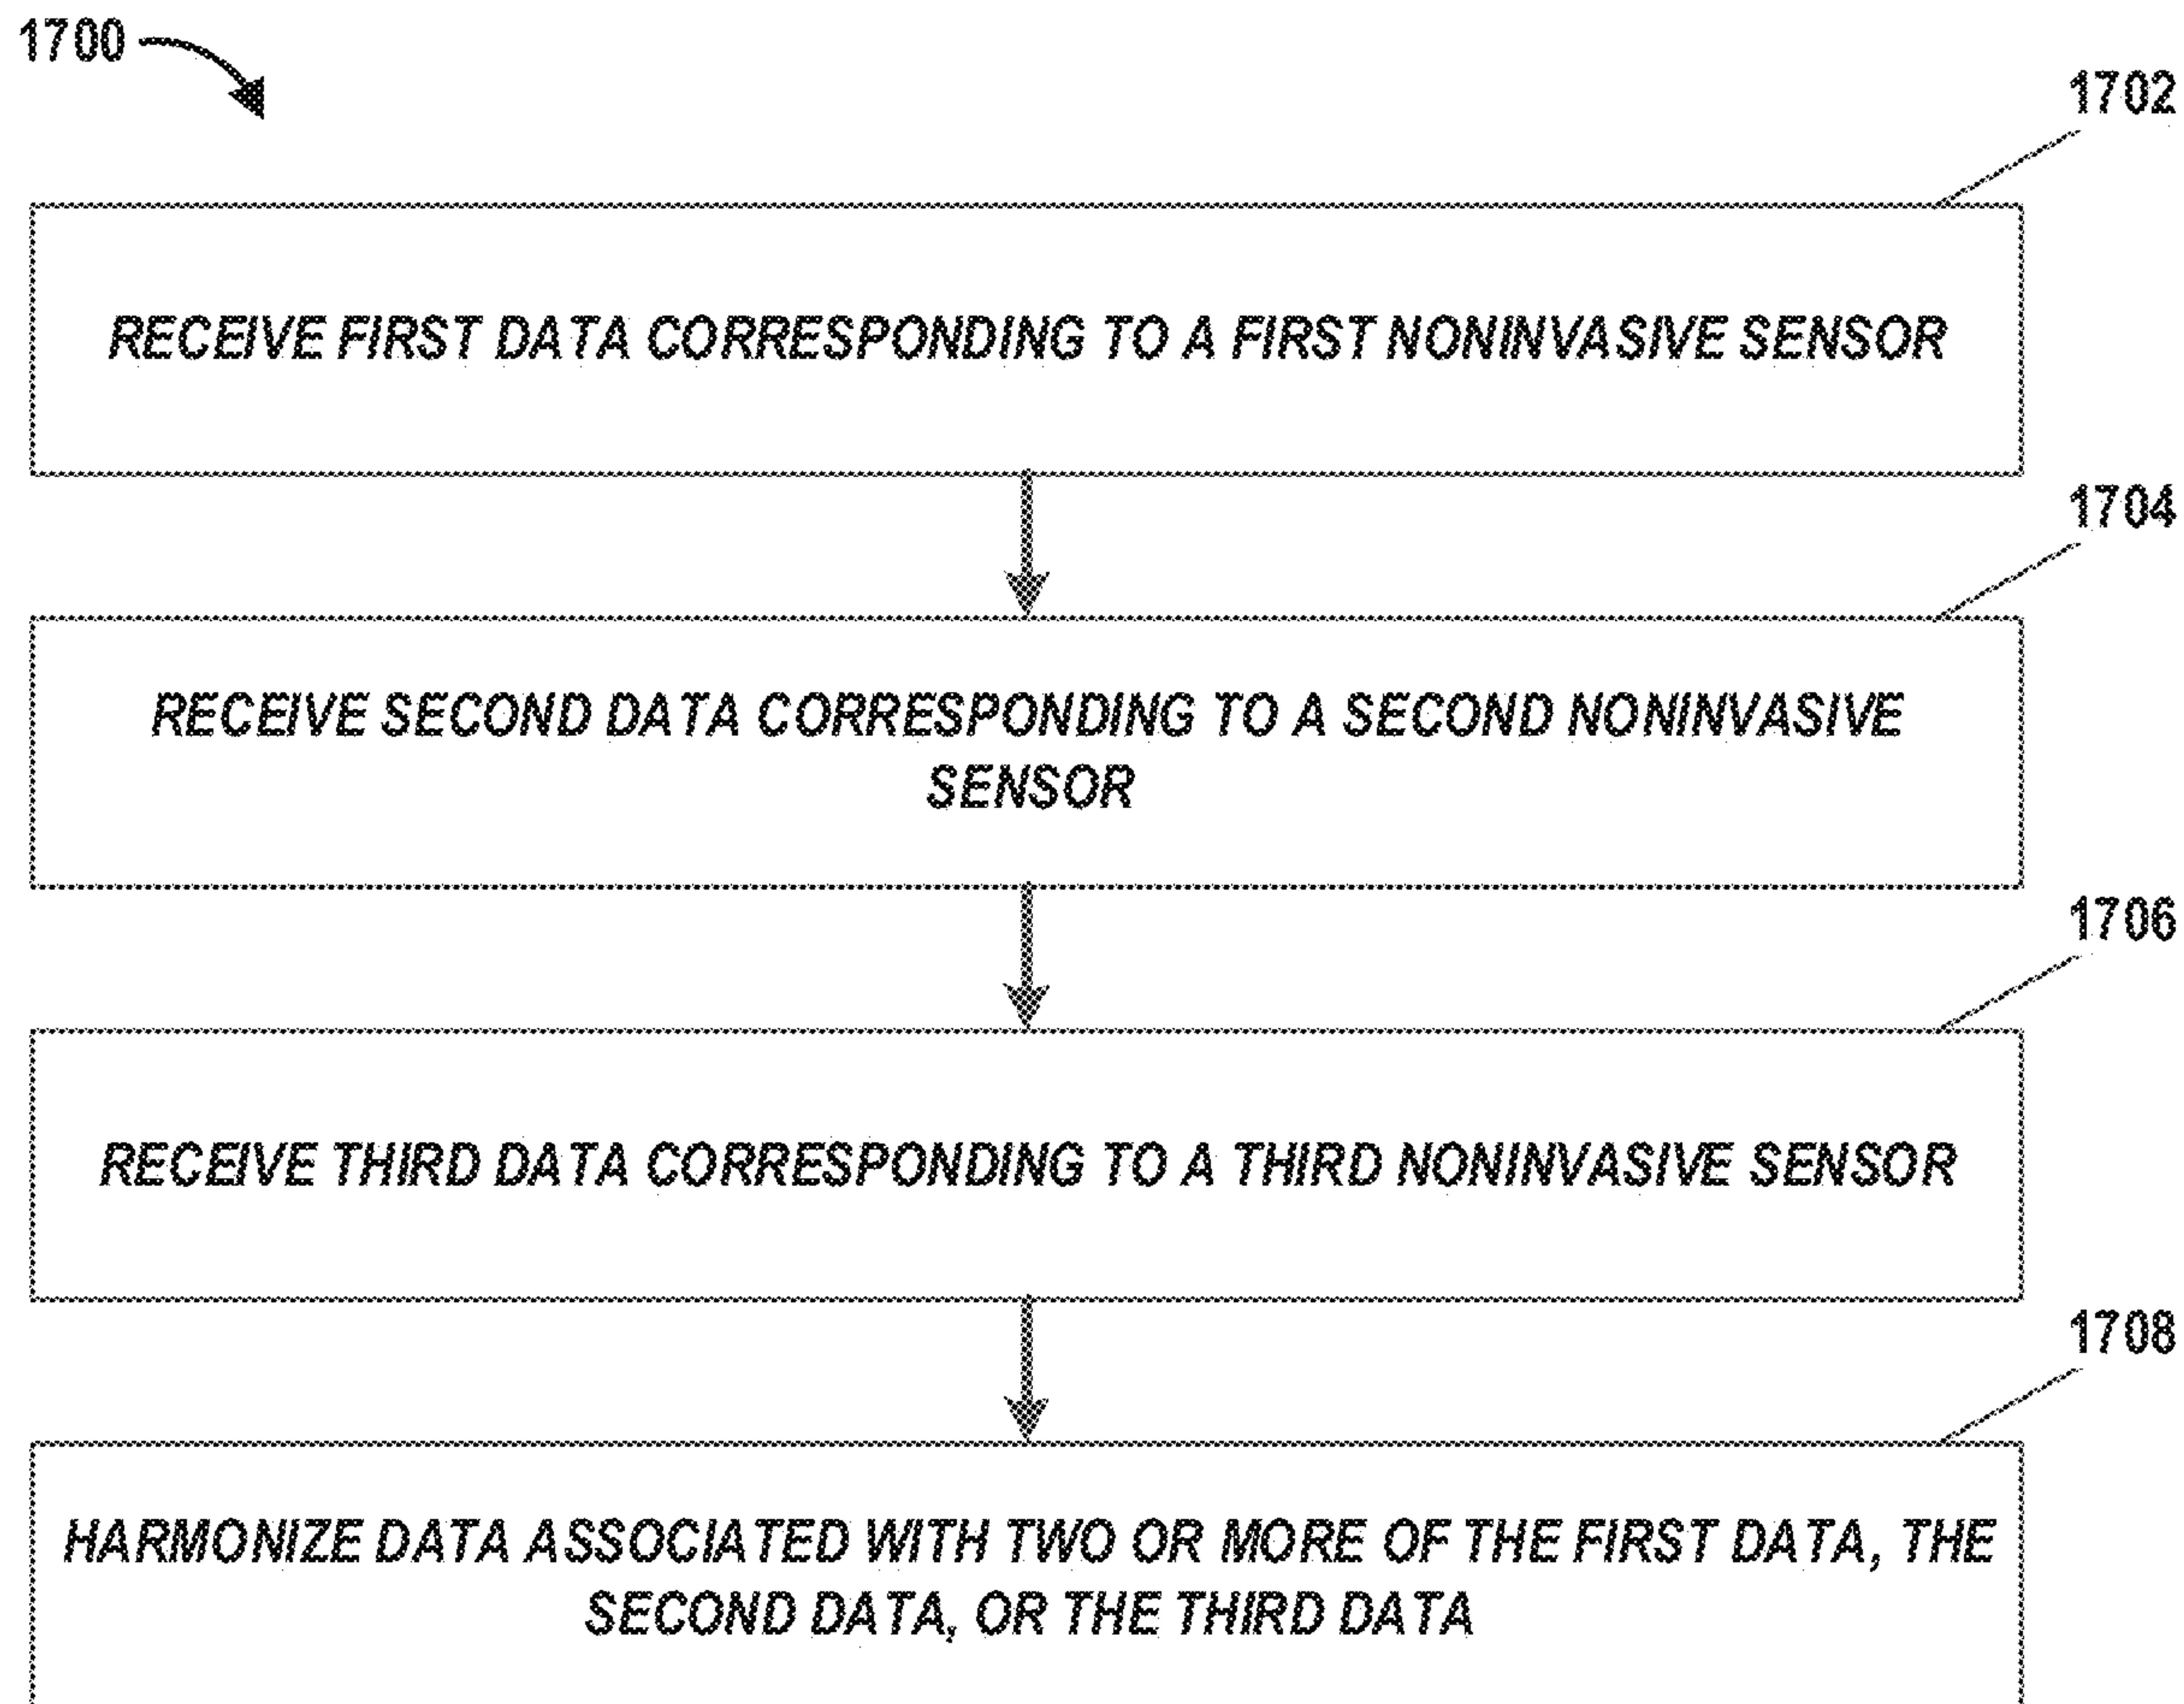 1700
1702
RECEIVE FIRST DATA CORRESPONDING TO A FIRST NONINVASIVE SENSOR
1704
RECEIVE SECOND DATA CORRESPONDING TO A SECOND NONINVASIVE
SENSOR
1706
RECEIVE THIRD DATA CORRESPONDING TO A THIRD NONINVASIVE SENSOR
1708
HARMONIZE DATA ASSOCIATED WITH TWO OR MORE OF THE FIRST DATA, THE
SECOND DATA, OR THE THIRD DATA